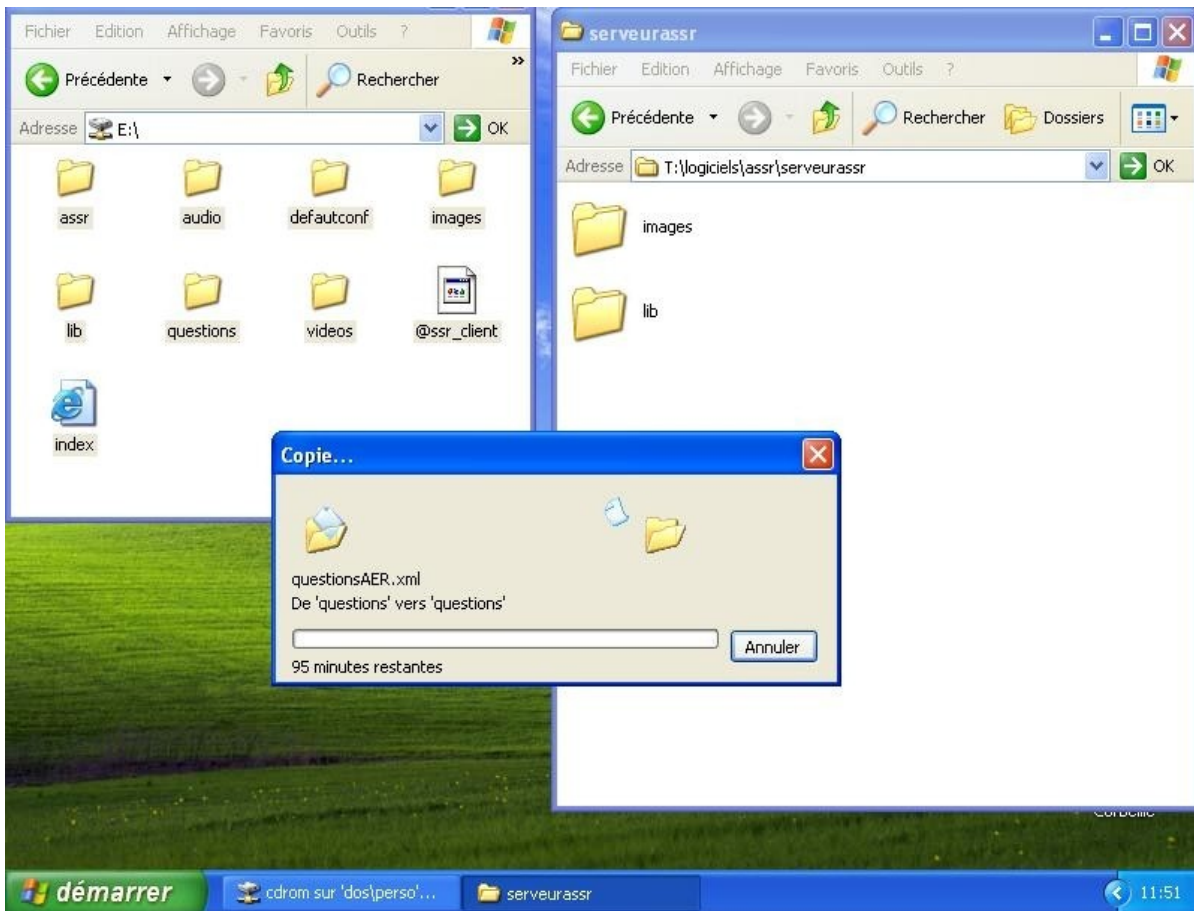 Fichier Edition Affichage Favoris Outils ?
Précédente Rechercher »
Adresse E:\ OK
assr audio defautconf images
lib questions videos @ssr_client
index
serveurassr
Fichier Edition Affichage Favoris Outils ?
Précédente Rechercher Dossiers
Adresse T:\logiciels\assr\serveurassr OK
images
lib
Copie...
questionsAER.xml
De 'questions' vers 'questions'
Annuler
95 minutes restantes
Corbeille
démarrer cdrom sur 'dos\perso'... serveurassr 11:51